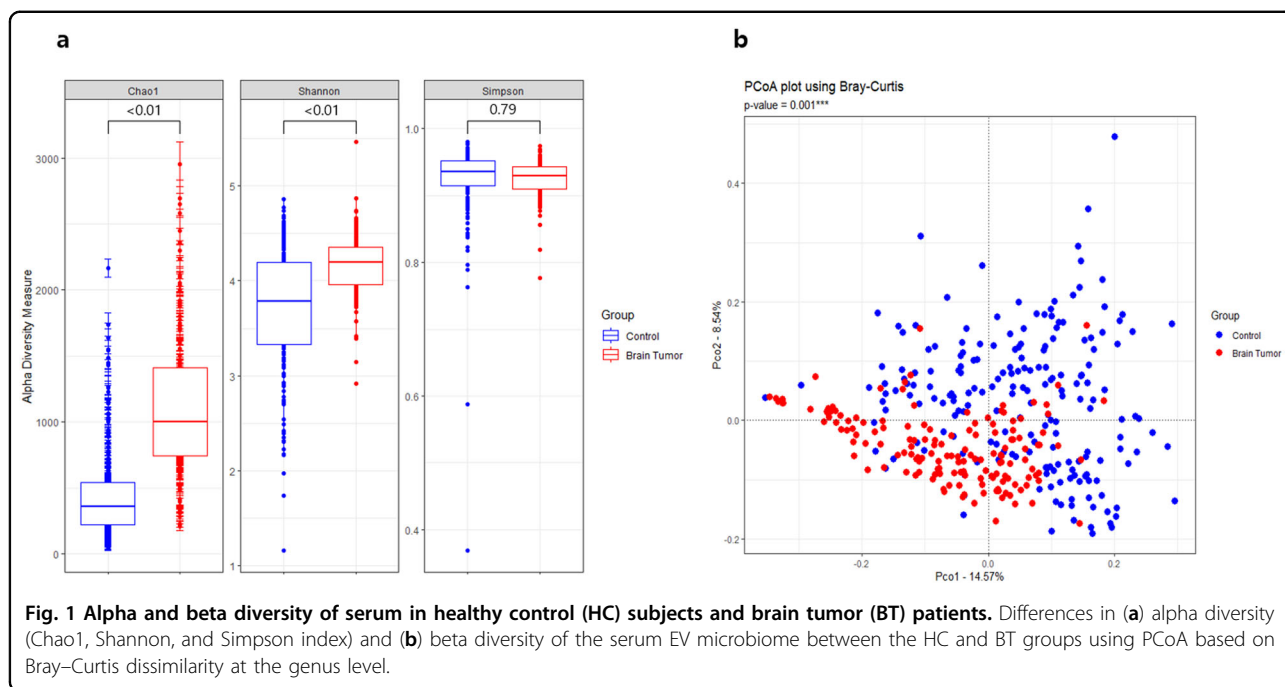 a
Chao1
Shannon
Simpson
<0.01
<0.01
0.79
Alpha Diversity Measure
3000
2000
1000
0
5
4
3
2
1
1.0
0.8
0.6
0.4
Group
Control
Brain Tumor
b
PCoA plot using Bray-Curtis
p-value = 0.001***
Pco2 - 8.54%
0.4
0.2
0.0
-0.2
-0.2
0.0
0.2
Pco1 - 14.57%
Group
Control
Brain Tumor
Fig. 1 Alpha and beta diversity of serum in healthy control (HC) subjects and brain tumor (BT) patients. Differences in (a) alpha diversity
(Chao1, Shannon, and Simpson index) and (b) beta diversity of the serum EV microbiome between the HC and BT groups using PCoA based on
Bray–Curtis dissimilarity at the genus level.